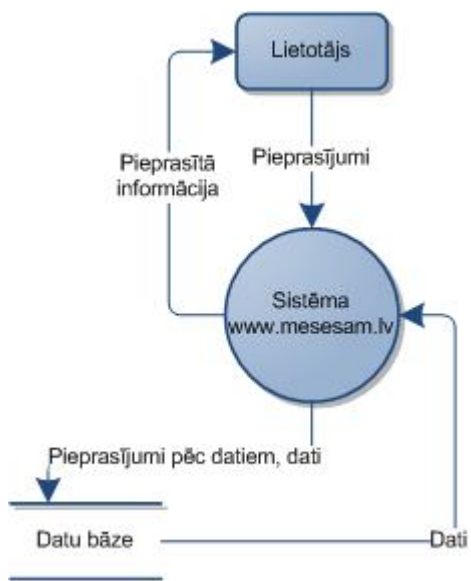 Lietotājs
Pieprasītā
informācija
Pieprasījumi
Sistēma
www.mesesam.lv
Pieprasījumi pēc datiem, dati
Datu bāze
Dati